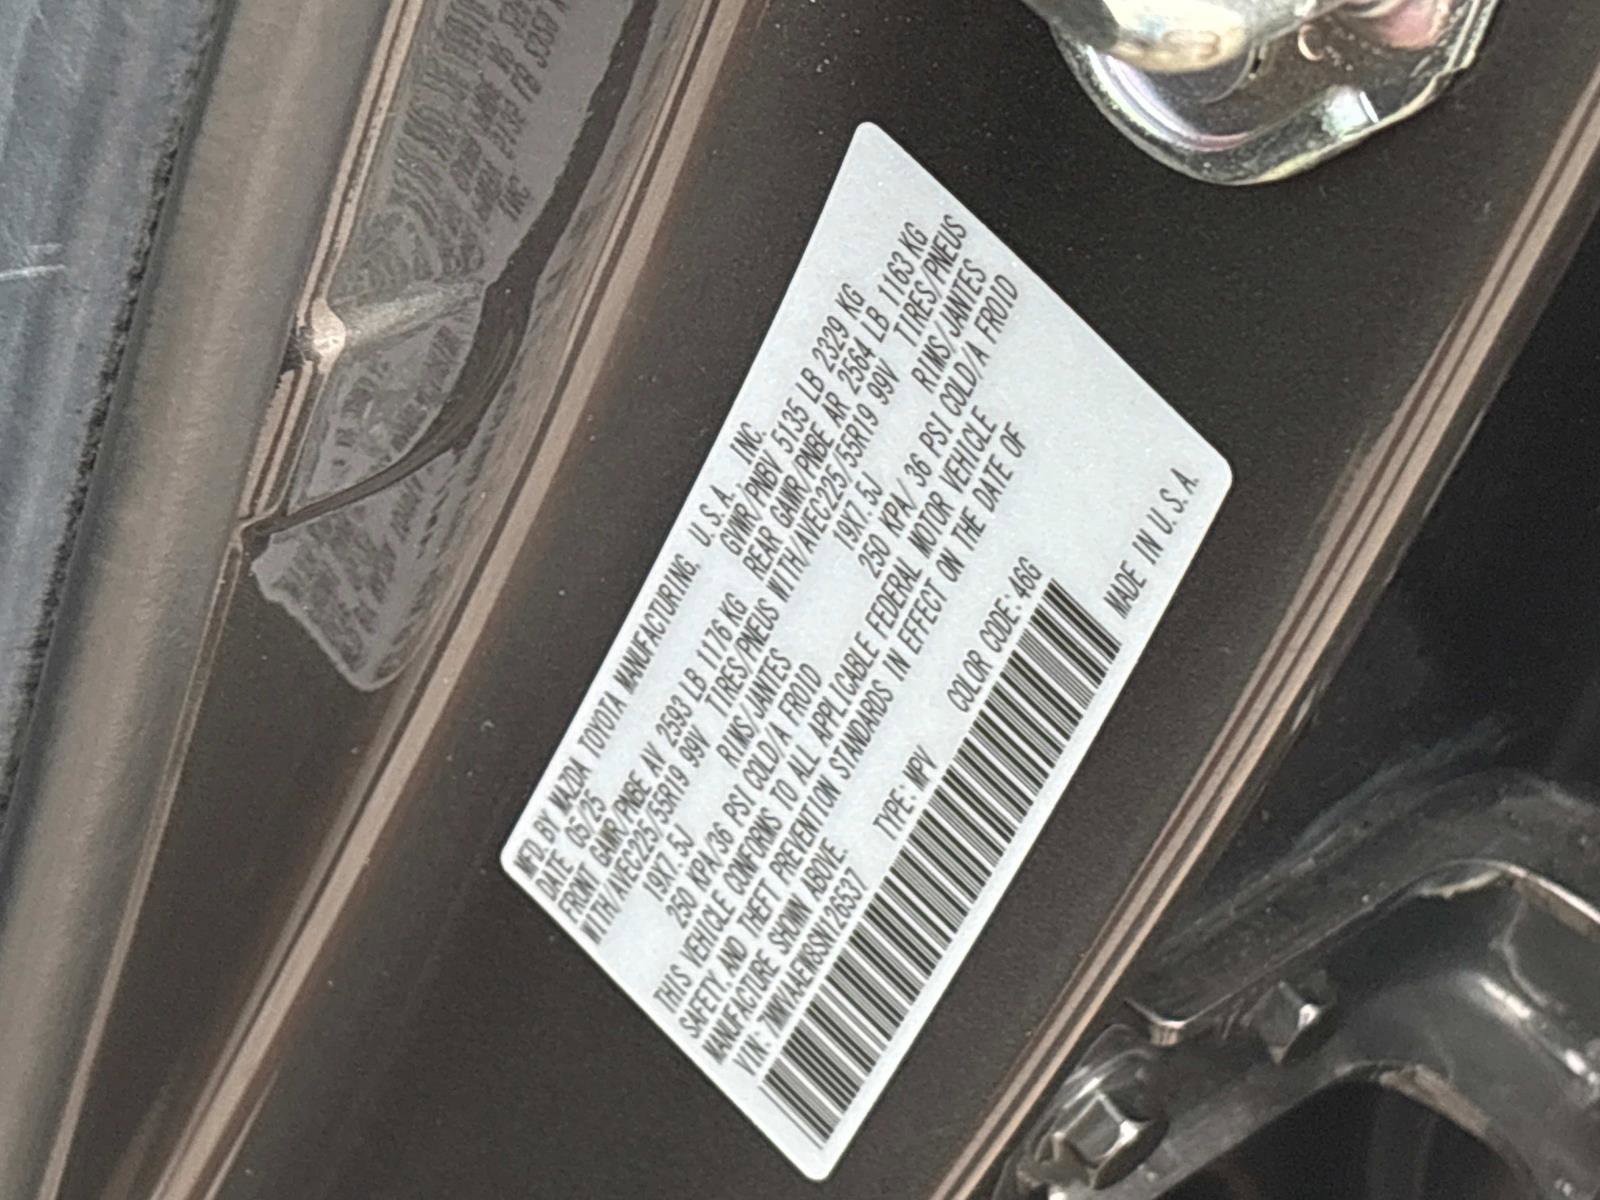 MFD BY MAZDA TOYOTA MANUFACTURING, U.S.A., INC.
DATE 05/25 GVWR/PNBV 5135 LB 2329 KG
FRONT GAWR/PNBE AV 2593 LB 1176 KG REAR GAWR/PNBE AR 2564 LB 1163 KG
WITH/AVEC225/55R19 99V TIRES/PNEUS WITH/AVEC225/55R19 99V TIRES/PNEUS
19X7.5J RIMS/JANTES 19X7.5J RIMS/JANTES
250 KPA/36 PSI COLD/A FROID 250 KPA/ 36 PSI COLD/A FROID
THIS VEHICLE CONFORMS TO ALL APPLICABLE FEDERAL MOTOR VEHICLE
SAFETY, AND THEFT PREVENTION STANDARDS IN EFFECT ON THE DATE OF
MANUFACTURE SHOWN ABOVE
VIN: TYPE: MPV COLOR CODE: 46G
MADE IN U.S.A.